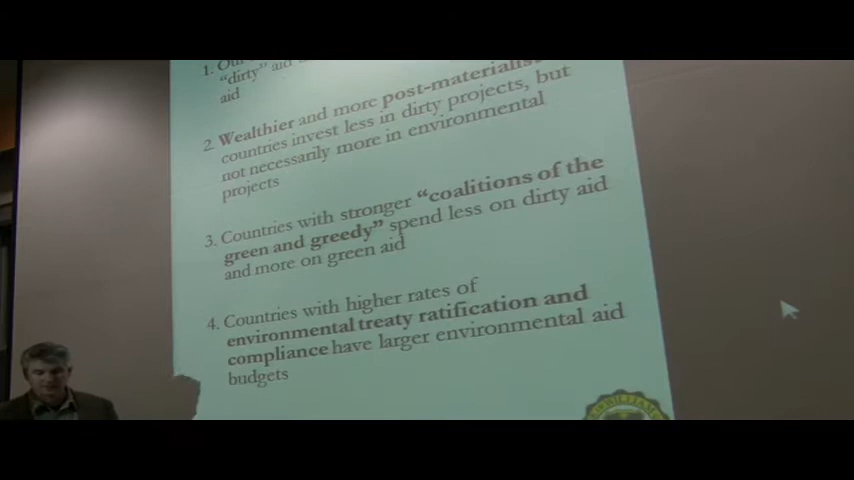 1. Our
"dirty" aid
aid
2. Wealthier and more post-materialist
countries invest less in dirty projects, but
not necessarily more in environmental
projects
3. Countries with stronger "coalitions of the
green and greedy" spend less on dirty aid
and more on green aid
4. Countries with higher rates of
environmental treaty ratification and
compliance have larger environmental aid
budgets